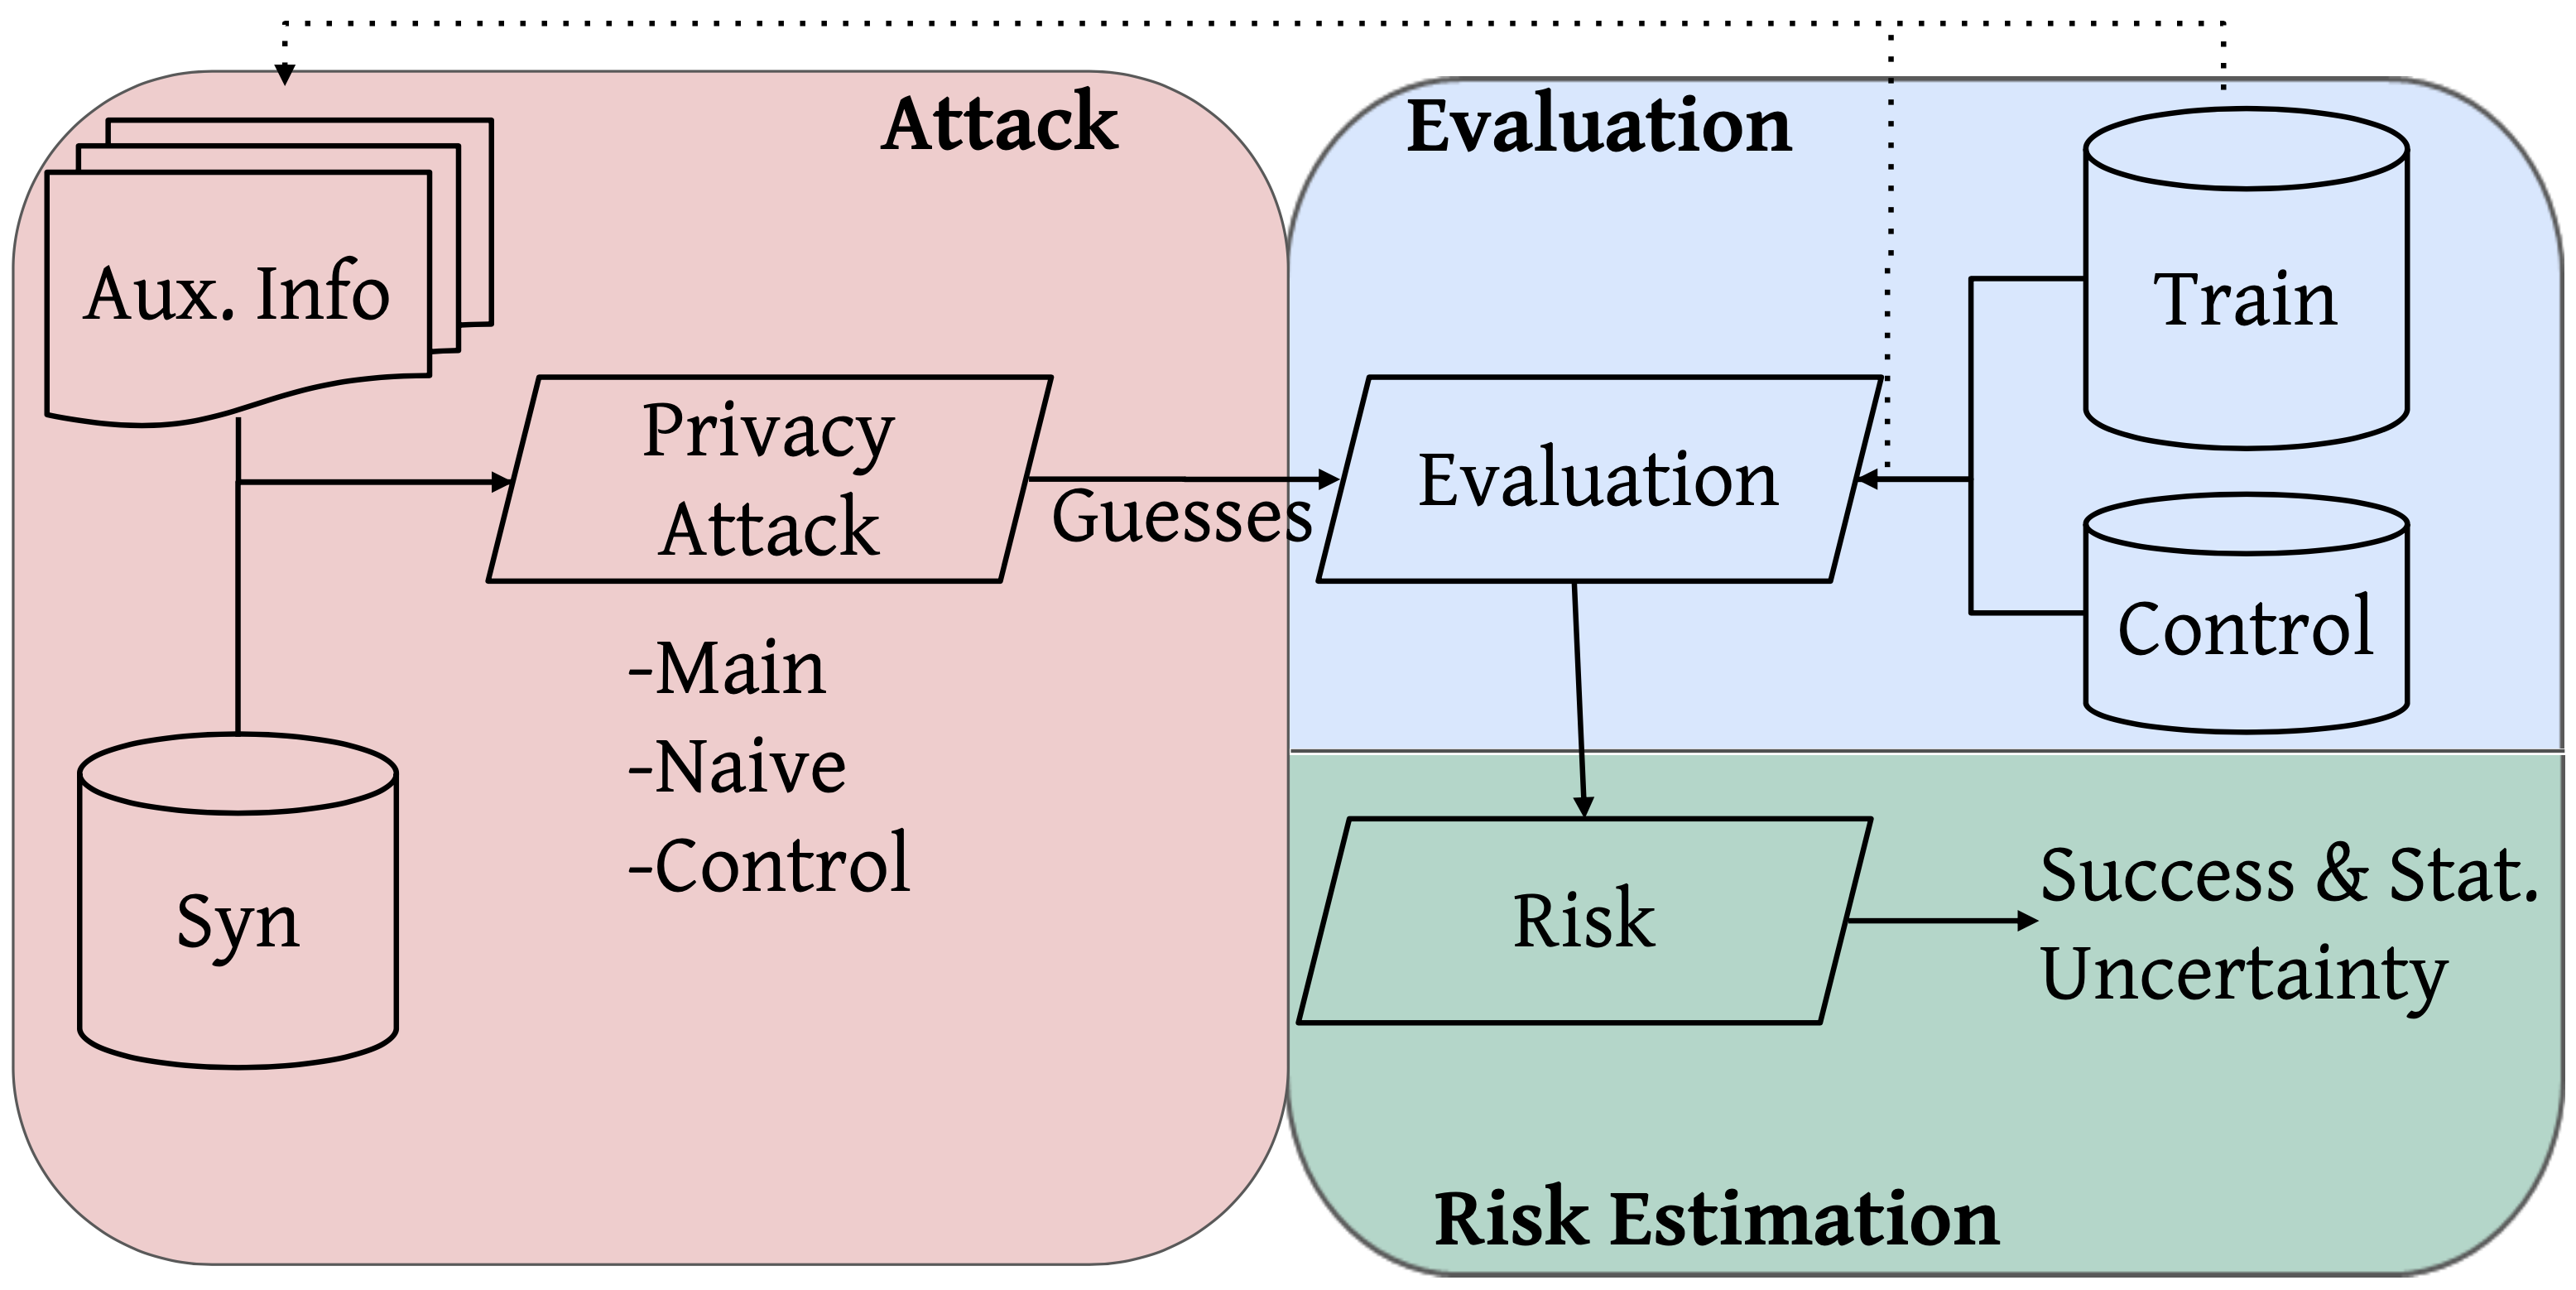 Attack
Aux. Info
Privacy
Attack
Guesses
-Main
-Naive
-Control
Syn
Evaluation
Train
Evaluation
Control
Risk
Success & Stat.
Uncertainty
Risk Estimation